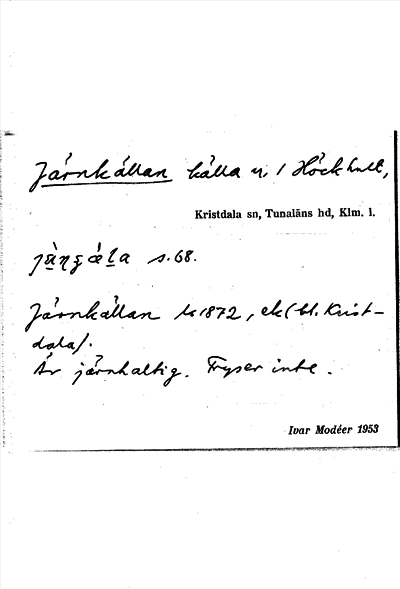 Järnkällan källa n / Höckhult,
Kristdala sn, Tunaläns hd, Klm. l.
s. 68.
Järnkällan ls 1872, ek (bl. Krist-
dala).
Är järnhaltig. Fryser inte.
Ivar Modéer 1953